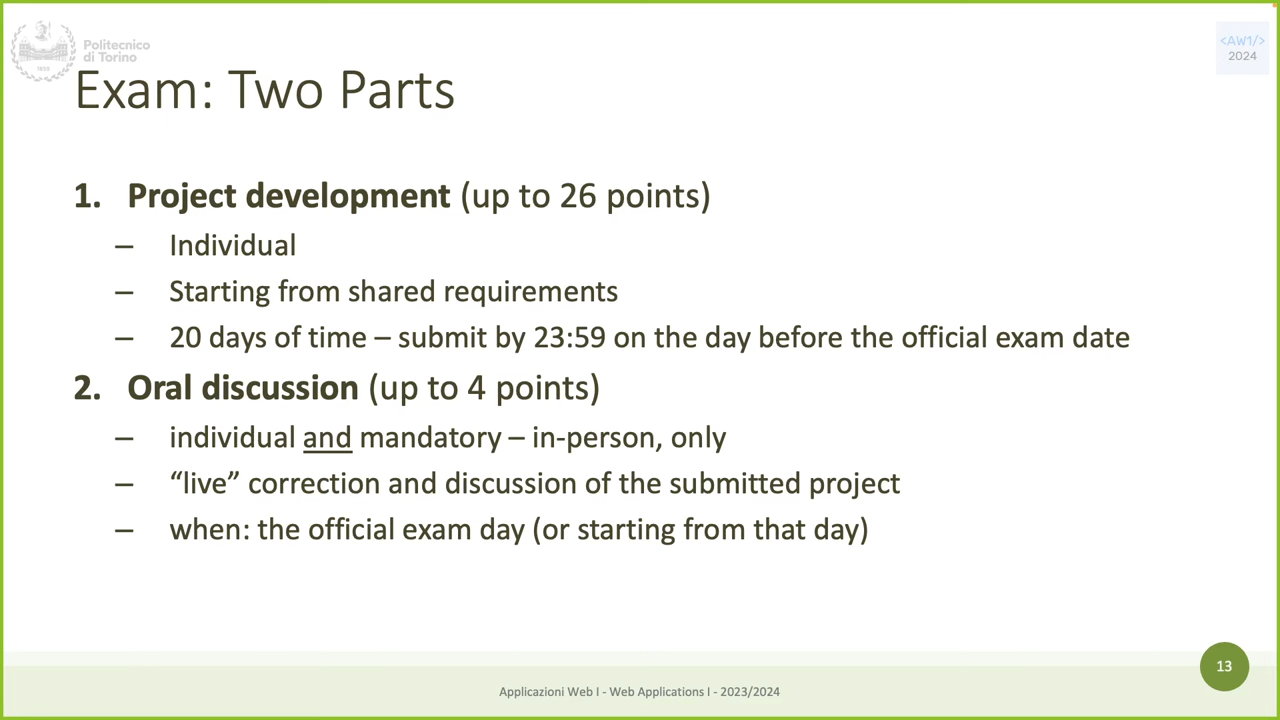 Politecnico
di Torino
1859
<AW1/>
2024
Exam: Two Parts
1. Project development (up to 26 points)
– Individual
– Starting from shared requirements
– 20 days of time – submit by 23:59 on the day before the official exam date
2. Oral discussion (up to 4 points)
– individual and mandatory – in-person, only
– “live” correction and discussion of the submitted project
– when: the official exam day (or starting from that day)
13
Applicazioni Web I - Web Applications I - 2023/2024